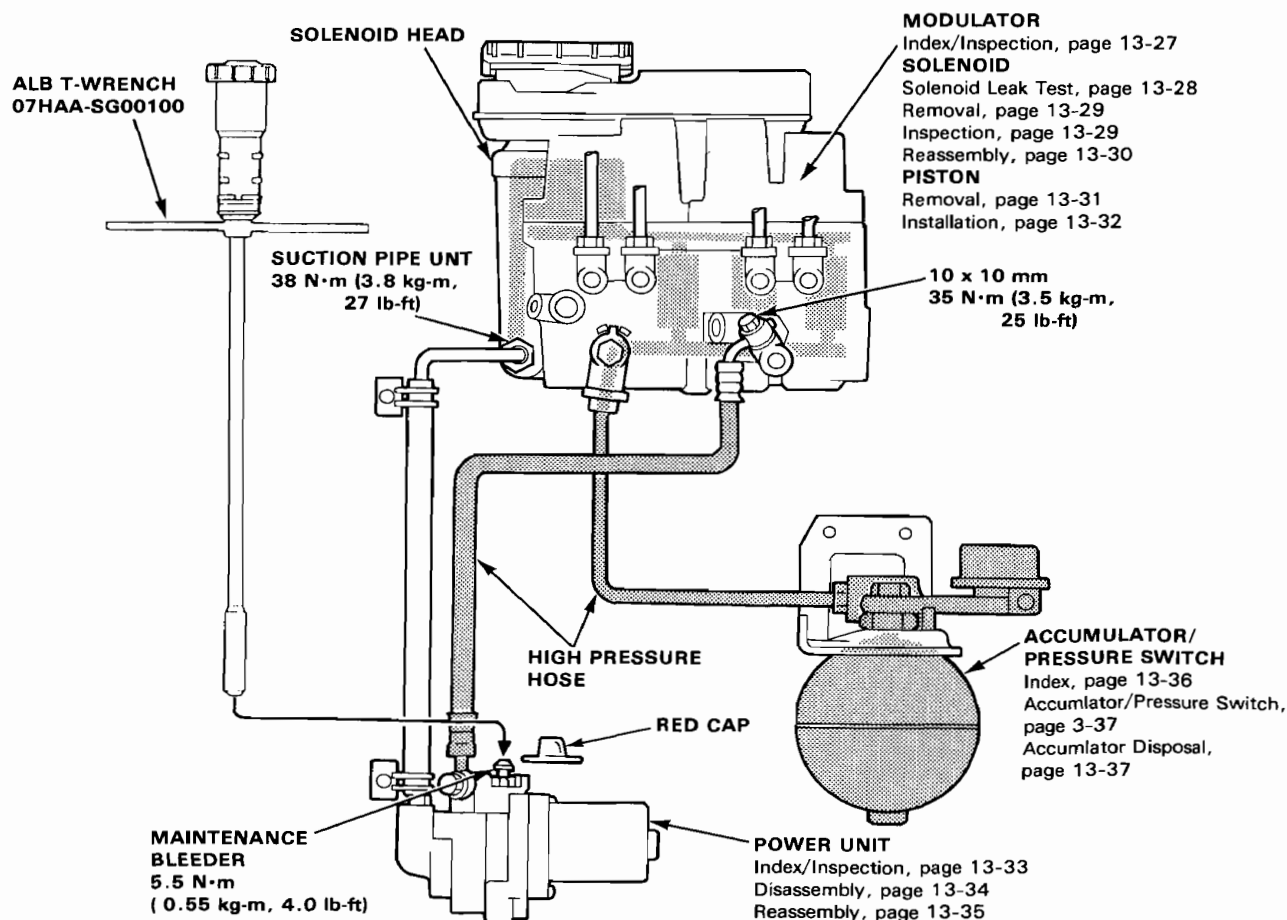 SOLENOID HEAD
ALB T-WRENCH
07HAA-SG00100
MODULATOR
Index/Inspection, page 13-27
SOLENOID
Solenoid Leak Test, page 13-28
Removal, page 13-29
Inspection, page 13-29
Reassembly, page 13-30
PISTON
Removal, page 13-31
Installation, page 13-32
SUCTION PIPE UNT
38 N·m (3.8 kg-m,
27 lb-ft)
10 x 10 mm
35 N·m (3.5 kg-m,
25 lb-ft)
HIGH PRESSURE
HOSE
RED CAP
ACCUMULATOR/
PRESSURE SWITCH
Index, page 13-36
Accumlator/Pressure Switch,
page 3-37
Accumlator Disposal,
page 13-37
MAINTENANCE
BLEEDER
5.5 N·m
( 0.55 kg-m, 4.0 lb-ft)
POWER UNIT
Index/Inspection, page 13-33
Disassembly, page 13-34
Reassembly, page 13-35